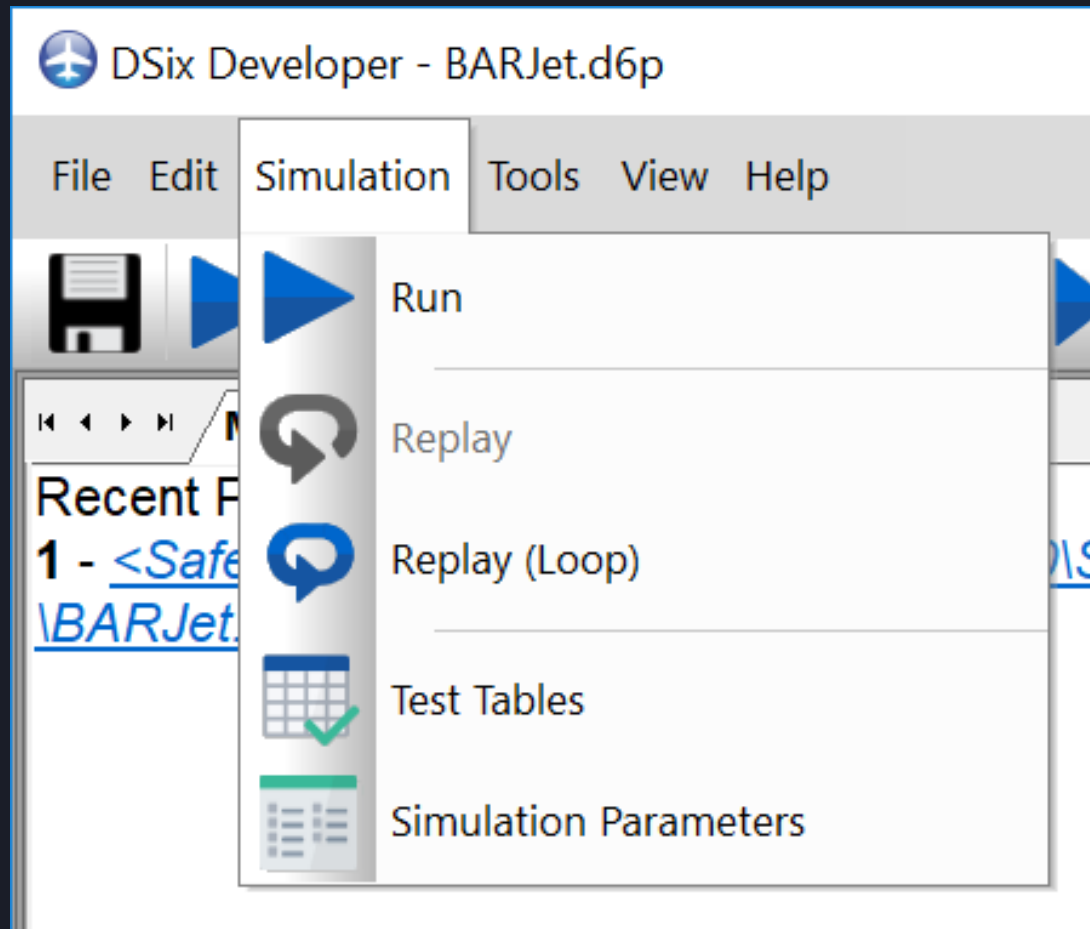 DSix Developer - BARJet.d6p
File Edit Simulation Tools View Help
Run
Replay
Recent
1 - <Safe
Replay (Loop)
\BARJet.
Test Tables
Simulation Parameters